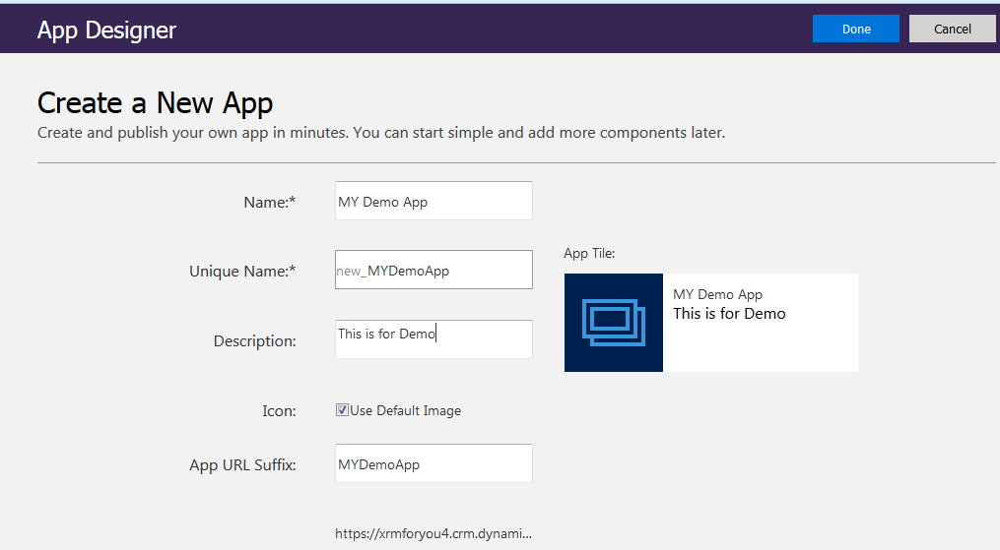 App Designer
Done
Cancel
Create a New App
Create and publish your own app in minutes. You can start simple and add more components later.
Name:*
MY Demo App
Unique Name:*
new_MYDemoApp
App Tile:
MY Demo App
This is for Demo
Description:
This is for Demo
Icon:
Use Default Image
App URL Suffix:
MYDemoApp
https://xrmforyou4.crm.dynami...